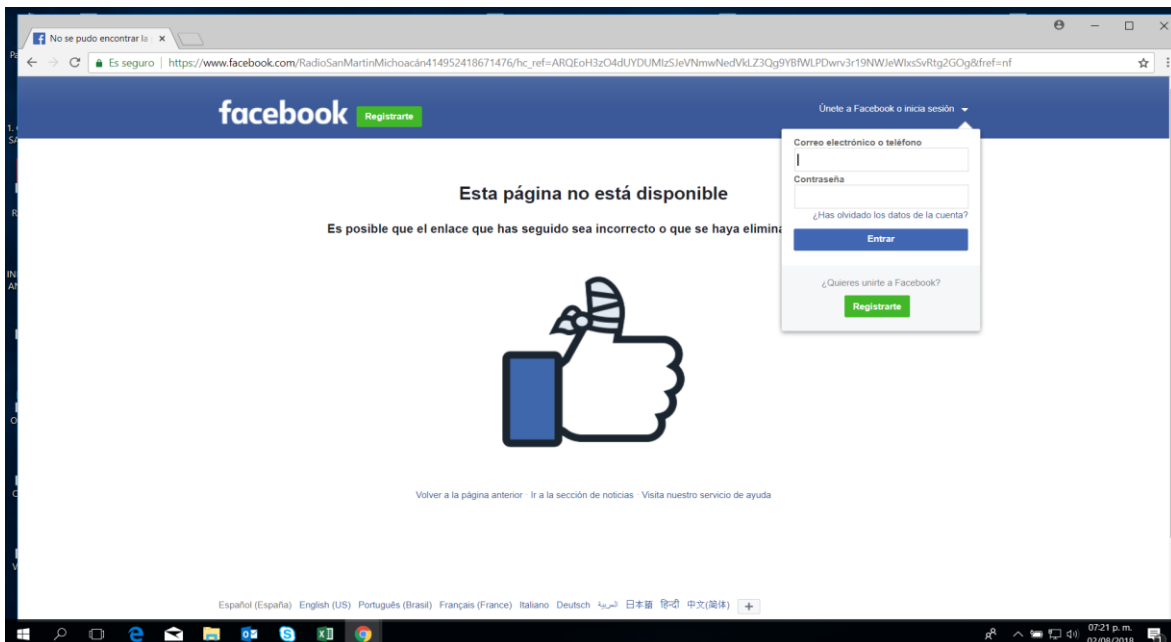 No se pudo encontrar la
Es seguro | https://www.facebook.com/RadioSanMartinMichoacán414952418671476/hc_ref=ARQEoH3zO4dUYDUMIzSJeVNmwNedVkLZ3Qg9YBfWLPDwrv3r19NWJeWlxsSvRtg2GOg&fref=nf
facebook Registrarte Únete a Facebook o inicia sesión
Correo electrónico o teléfono
Contraseña
¿Has olvidado los datos de la cuenta?
Entrar
¿Quieres unirte a Facebook?
Registrarte
Esta página no está disponible
Es posible que el enlace que has seguido sea incorrecto o que se haya elimina
Volver a la página anterior · Ir a la sección de noticias · Visita nuestro servicio de ayuda
Español (España) English (US) Português (Brasil) Français (France) Italiano Deutsch العربية 日本語 हिन्दी 中文(简体) +
07:21 p. m.
02/08/2018